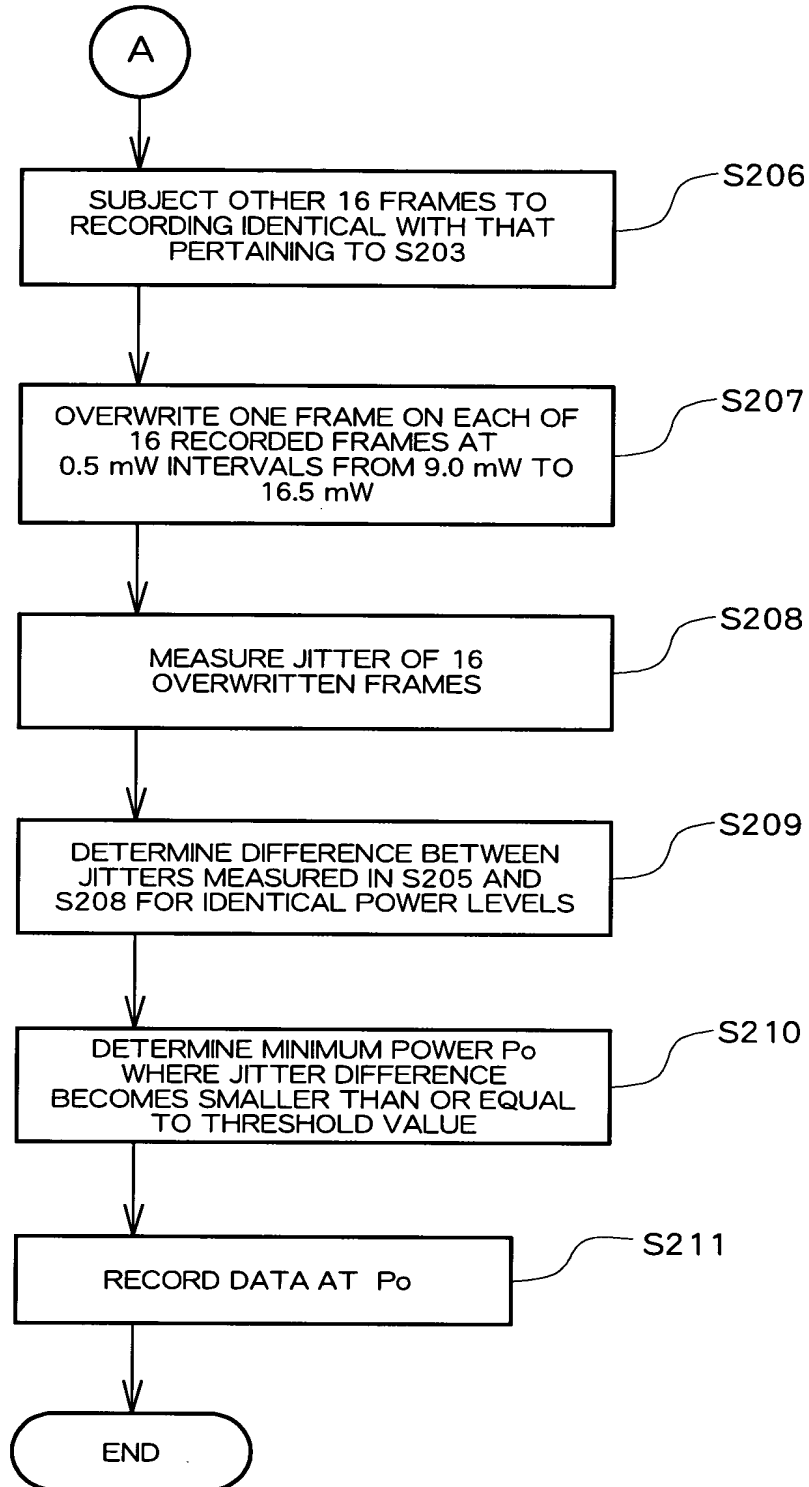 A
SUBJECT OTHER 16 FRAMES TO
RECORDING IDENTICAL WITH THAT
PERTAINING TO S203
S206
OVERWRITE ONE FRAME ON EACH OF
16 RECORDED FRAMES AT
0.5 mW INTERVALS FROM 9.0 mW TO
16.5 mW
S207
MEASURE JITTER OF 16
OVERWRITTEN FRAMES
S208
DETERMINE DIFFERENCE BETWEEN
JITTERS MEASURED IN S205 AND
S208 FOR IDENTICAL POWER LEVELS
S209
DETERMINE MINIMUM POWER Po
WHERE JITTER DIFFERENCE
BECOMES SMALLER THAN OR EQUAL
TO THRESHOLD VALUE
S210
RECORD DATA AT Po
S211
END